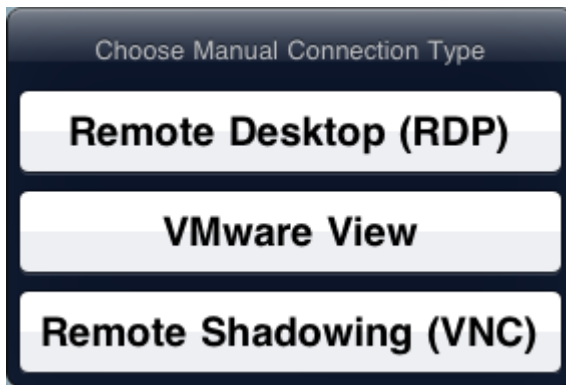 Choose Manual Connection Type
Remote Desktop (RDP)
VMware View
Remote Shadowing (VNC)